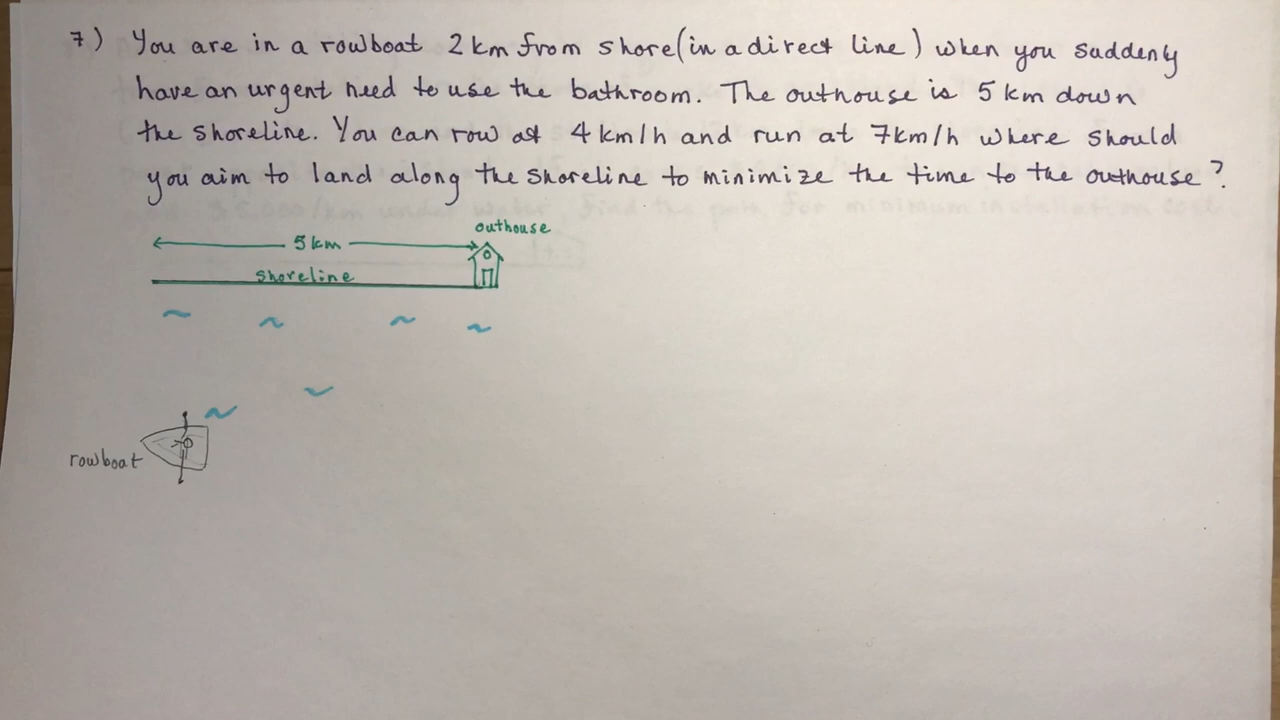 7) You are in a rowboat 2 km from shore (in a direct line) when you suddenly
have an urgent need to use the bathroom. The outhouse is 5 km down
the shoreline. You can row at 4 km/h and run at 7km/h where should
you aim to land along the shoreline to minimize the time to the outhouse?
outhouse
5 km
shoreline
rowboat